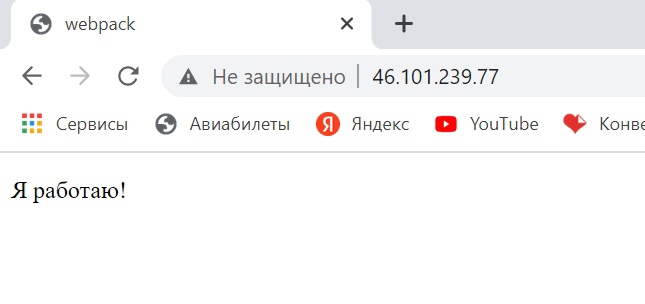 webpack
Не защищено 46.101.239.77
Сервисы Авиабилеты Я Яндекс YouTube
Я работаю!